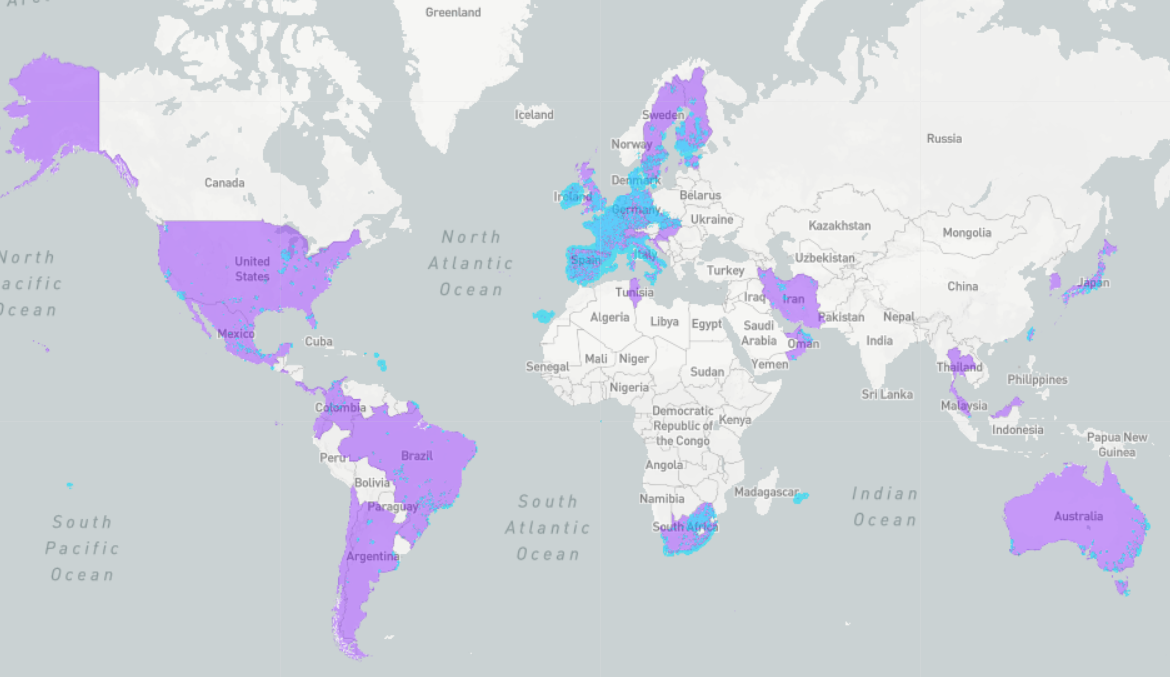 Greenland
Iceland
Sweden
Norway
Russia
Canada
Ireland
Denmark
Belarus
Germany
Ukraine
Kazakhstan
Mongolia
North
Atlantic
Ocean
North
Pacific
Ocean
United
States
Spain
Italy
Uzbekistan
Turkey
China
Japan
Tunisia
Iraq
Iran
Algeria
Libya
Egypt
Pakistan
Nepal
Mexico
Cuba
Saudi
Arabia
Oman
India
Senegal
Mali
Niger
Sudan
Yemen
Thailand
Philippines
Nigeria
Sri Lanka
Colombia
Malaysia
Democratic
Republic of
the Congo
Kenya
Indonesia
Papua New
Guinea
Peru
Brazil
Angola
Bolivia
Namibia
Madagascar
Indian
Ocean
South
Pacific
Ocean
Paraguay
South
Atlantic
Ocean
South Africa
Australia
Argentina